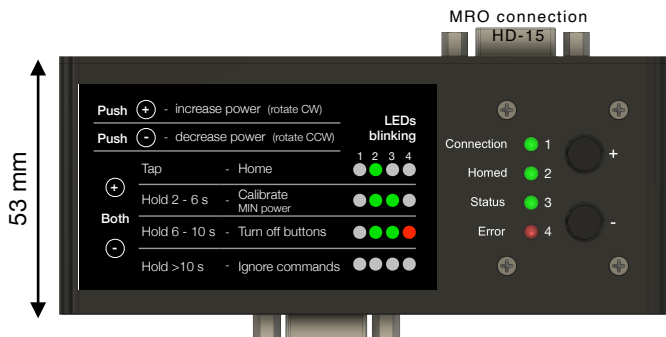 MRO connection
HD-15
53 mm
Push + - increase power (rotate CW)
Push - - decrease power (rotate CCW)
LEDs
blinking
1 2 3 4
+
Both
-
Tap - Home
Hold 2 - 6 s - Calibrate
MIN power
Hold 6 - 10 s - Turn off buttons
Hold >10 s - Ignore commands
Connection 1
Homed 2
Status 3
Error 4
+
-